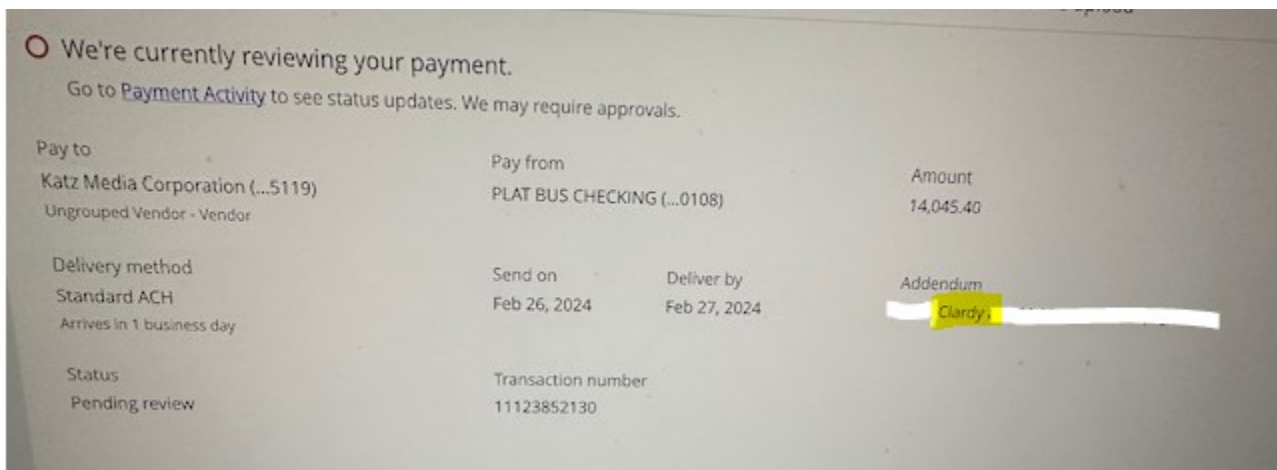 We're currently reviewing your payment.
Go to Payment Activity to see status updates. We may require approvals.
Pay to
Katz Media Corporation (...5119)
Ungrouped Vendor - Vendor
Pay from
PLAT BUS CHECKING (...0108)
Amount
14,045.40
Delivery method
Standard ACH
Arrives in 1 business day
Send on
Feb 26, 2024
Deliver by
Feb 27, 2024
Addendum
Clardy
Status
Pending review
Transaction number
11123852130